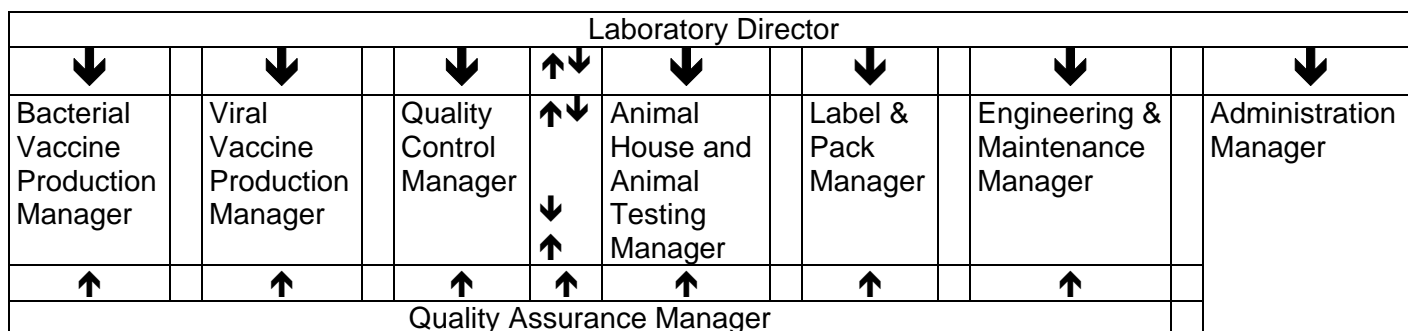 Laboratory Director
Bacterial
Vaccine
Production
Manager
Viral
Vaccine
Production
Manager
Quality
Control
Manager
Animal
House and
Animal
Testing
Manager
Label &
Pack
Manager
Engineering &
Maintenance
Manager
Administration
Manager
Quality Assurance Manager